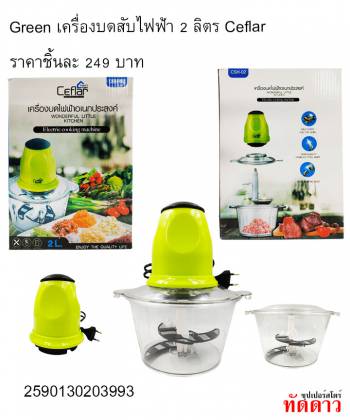 Green เครื่องบดสับไฟฟ้า 2 ลิตร Ceflar
ราคาชิ้นละ 249 บาท
Ceflar
เครื่องบดไฟฟ้าอเนกประสงค์
WONDERFUL LITTLE
KITCHEN
Electric cooking machine
2L
ENJOY THE QUALITY LIFE
CSH-02
เครื่องบดไฟฟ้าอเนกประสงค์
WONDERFUL LITTLE KITCHEN
2590130203993
ซุปเปอร์สโตร์
ทัดดาว